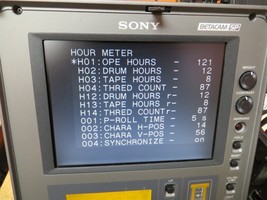 SONY
BETACAM SP
HOUR METER
*H01: OPE HOURS - 121
H02: DRUM HOURS - 12
H03: TAPE HOURS - 8
H04: THRED COUNT - 87
H12: DRUM HOURS r- 12
H13: TAPE HOURS r- 8
H14: THRED COUNTr- 87
001: P-ROLL TIME - 5 s
002: CHARA H-POS - 14
003: CHARA V-POS - 56
004: SYNCHRONIZE - on